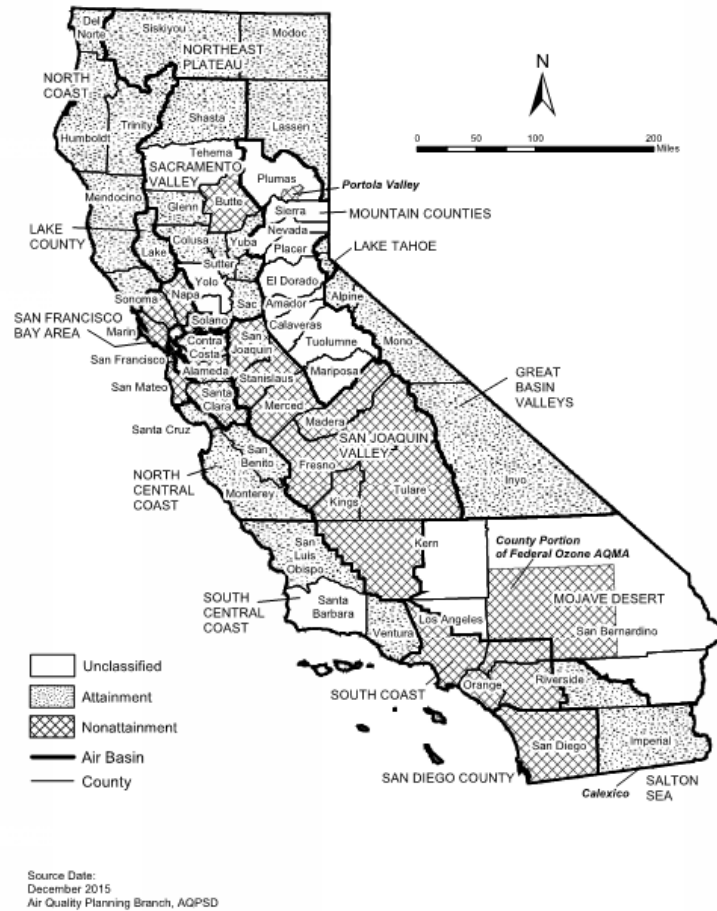 Del
Norte
Siskiyou
Modoc
NORTHEAST
PLATEAU
NORTH
COAST
N
Humboldt
Trinity
Shasta
Lassen
0 50 100 200
Miles
Tehema
SACRAMENTO
VALLEY
Plumas
Portola Valley
Mendocino
Glenn
Butte
Sierra
MOUNTAIN COUNTIES
LAKE
COUNTY
Colusa
Yuba
Nevada
Lake
Sutter
Placer
LAKE TAHOE
Yolo
El Dorado
Sonoma
Napa
Sac
Amador
Alpine
SAN FRANCISCO
BAY AREA
Marin
Solano
Calaveras
Contra
Costa
San
Joaquin
Tuolumne
Mono
San Francisco
Alameda
Stanislaus
Mariposa
GREAT
BASIN
VALLEYS
San Mateo
Santa
Clara
Merced
Madera
Santa Cruz
SAN JOAQUIN
VALLEY
San
Benito
Fresno
Inyo
NORTH
CENTRAL
COAST
Monterey
Kings
Tulare
San
Luis
Obispo
Kern
County Portion
of Federal Ozone AQMA
SOUTH
CENTRAL
COAST
Santa
Barbara
MOJAVE DESERT
Ventura
Los Angeles
San Bernardino
Unclassified
Attainment
Nonattainment
Air Basin
County
SOUTH COAST
Orange
Riverside
San Diego
Imperial
SAN DIEGO COUNTY
Calexico
SALTON
SEA
Source Date:
December 2015
Air Quality Planning Branch, AQPSD